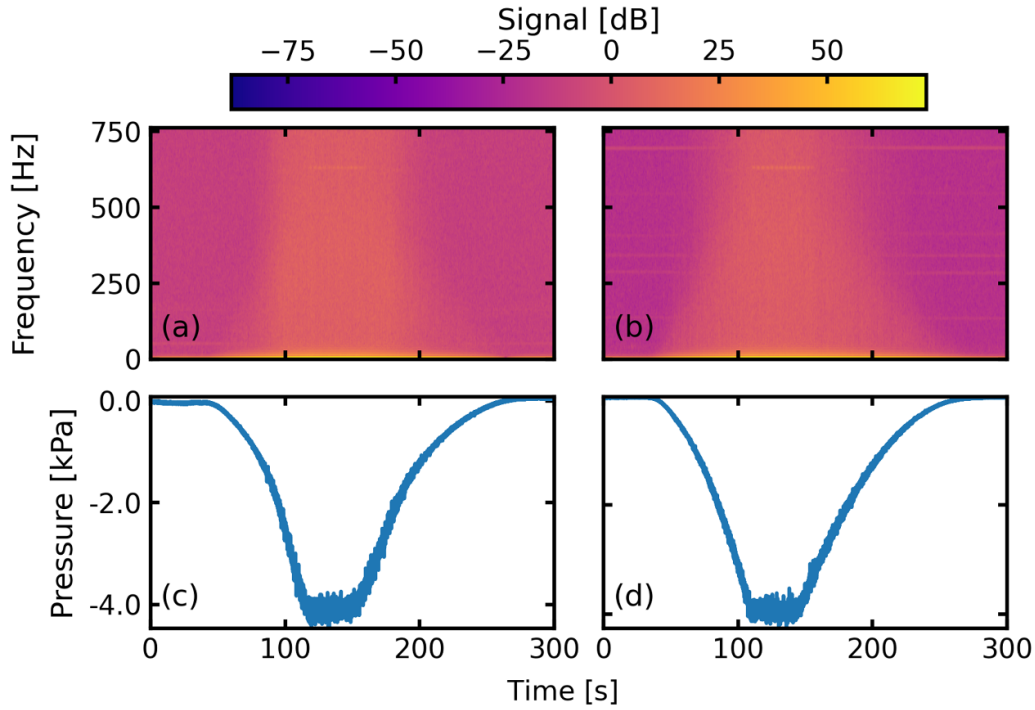 Signal [dB]
−75 −50 −25 0 25 50
Frequency [Hz]
750
500
250
0
(a)
(b)
Pressure [kPa]
0.0
-2.0
-4.0
(c)
(d)
0 100 200 300
0 100 200 300
Time [s]